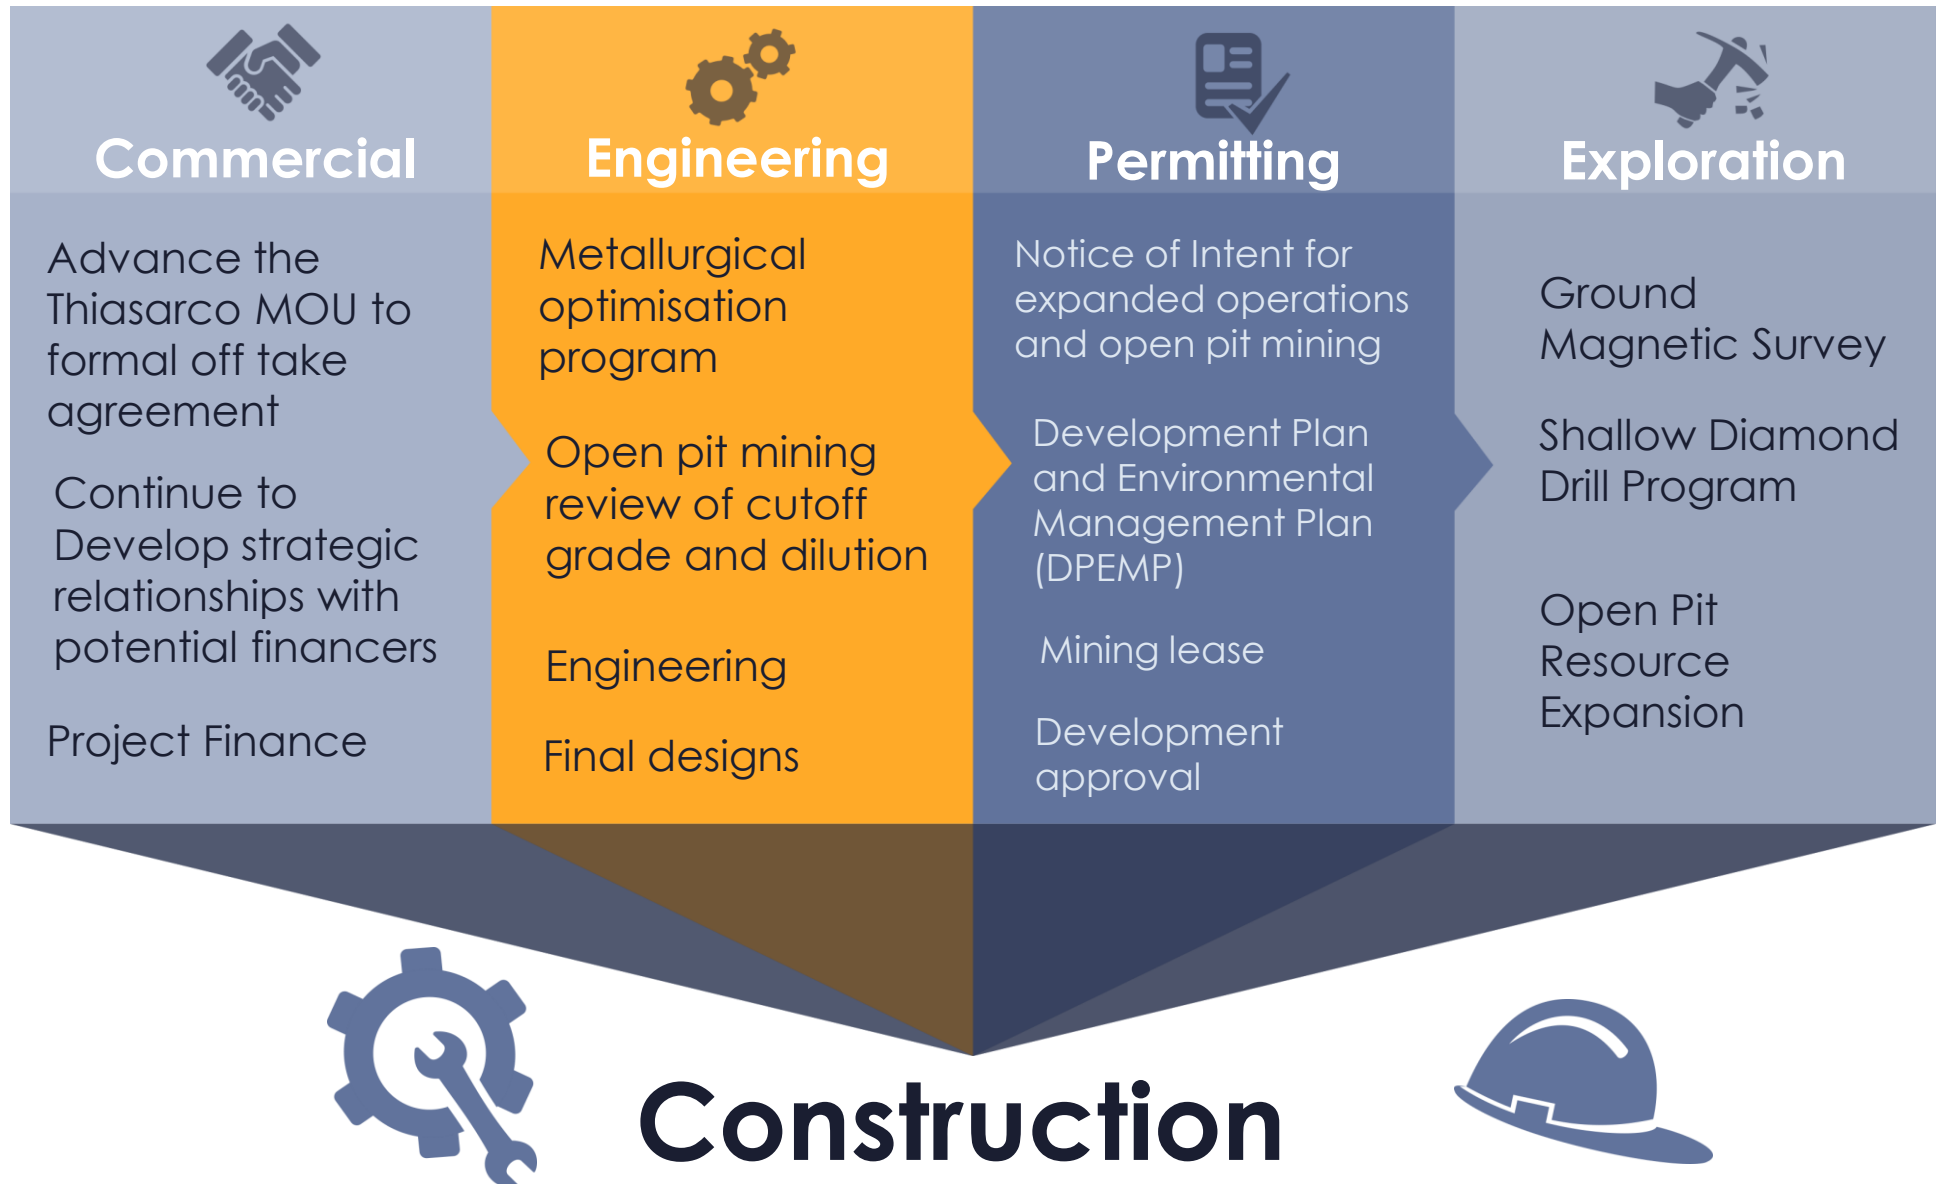 Commercial
Advance the
Thiasarco MOU to
formal off take
agreement
Continue to
Develop strategic
relationships with
potential financers
Project Finance
Engineering
Metallurgical
optimisation
program
Open pit mining
review of cutoff
grade and dilution
Engineering
Final designs
Permitting
Notice of Intent for
expanded operations
and open pit mining
Development Plan
and Environmental
Management Plan
(DPEMP)
Mining lease
Development
approval
Exploration
Ground
Magnetic Survey
Shallow Diamond
Drill Program
Open Pit
Resource
Expansion
Construction